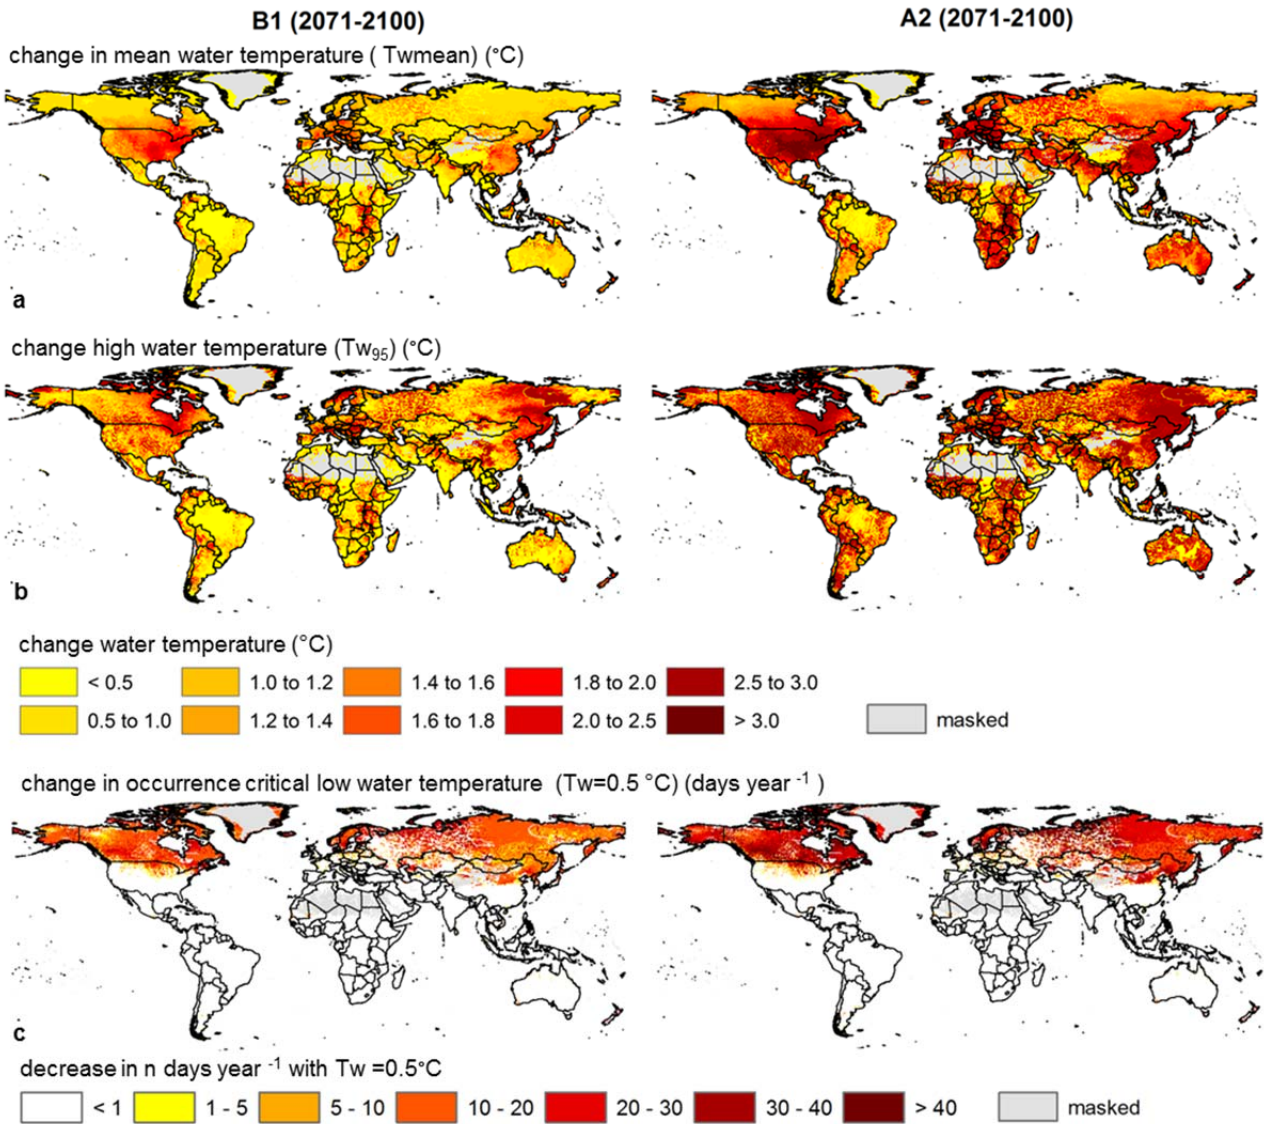 B1 (2071-2100) A2 (2071-2100)
change in mean water temperature ( Twmean) (°C)
a
change high water temperature (Tw95) (°C)
b
change water temperature (°C)
< 0.5 1.0 to 1.2 1.4 to 1.6 1.8 to 2.0 2.5 to 3.0
0.5 to 1.0 1.2 to 1.4 1.6 to 1.8 2.0 to 2.5 > 3.0 masked
change in occurrence critical low water temperature (Tw=0.5 °C) (days year -1 )
c
decrease in n days year -1 with Tw =0.5°C
< 1 1 - 5 5 - 10 10 - 20 20 - 30 30 - 40 > 40 masked